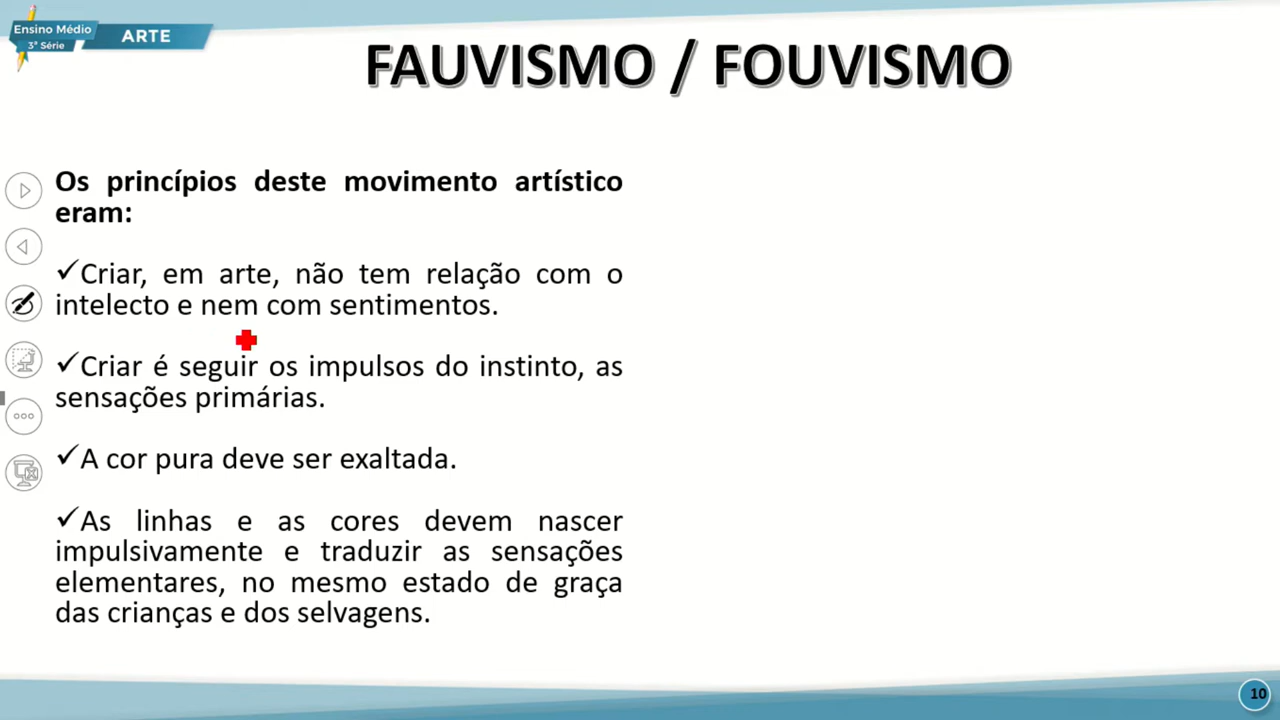 Ensino Médio
3ª Série
ARTE
FAUVISMO / FOUVISMO
Os princípios deste movimento artístico
eram:
✓Criar, em arte, não tem relação com o
intelecto e nem com sentimentos.
✓Criar é seguir os impulsos do instinto, as
sensações primárias.
✓A cor pura deve ser exaltada.
✓As linhas e as cores devem nascer
impulsivamente e traduzir as sensações
elementares, no mesmo estado de graça
das crianças e dos selvagens.
10